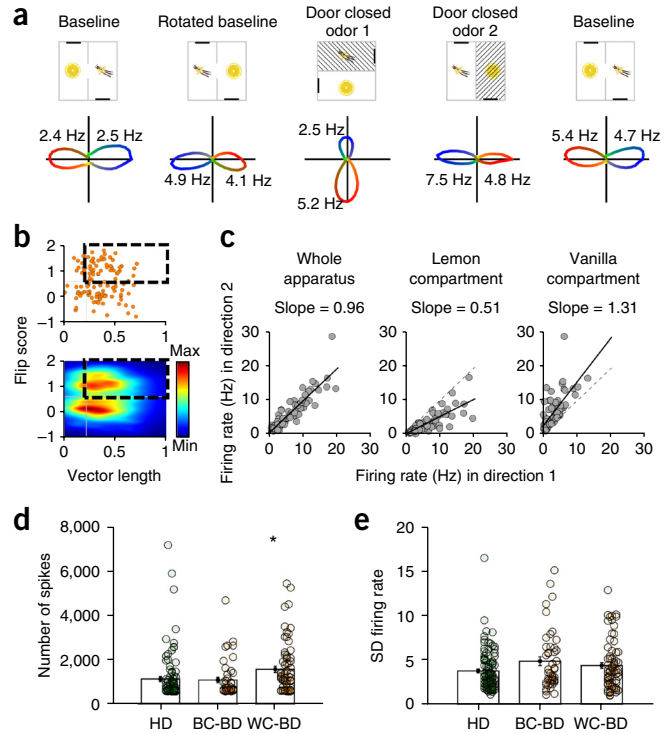 a
Baseline
Rotated baseline
Door closed
odor 1
Door closed
odor 2
Baseline
2.4 Hz
2.5 Hz
4.9 Hz
4.1 Hz
2.5 Hz
5.2 Hz
7.5 Hz
4.8 Hz
5.4 Hz
4.7 Hz
b
Flip score
2
1
0
−1
0
0.5
1
2
1
0
−1
0
0.5
1
Vector length
Max
Min
c
Whole
apparatus
Slope = 0.96
Lemon
compartment
Slope = 0.51
Vanilla
compartment
Slope = 1.31
Firing rate (Hz) in direction 2
30
20
10
0
0
10
20
30
30
20
10
0
0
10
20
30
30
20
10
0
0
10
20
30
Firing rate (Hz) in direction 1
d
Number of spikes
8,000
6,000
4,000
2,000
0
*
HD
BC-BD
WC-BD
e
SD firing rate
20
15
10
5
0
HD
BC-BD
WC-BD